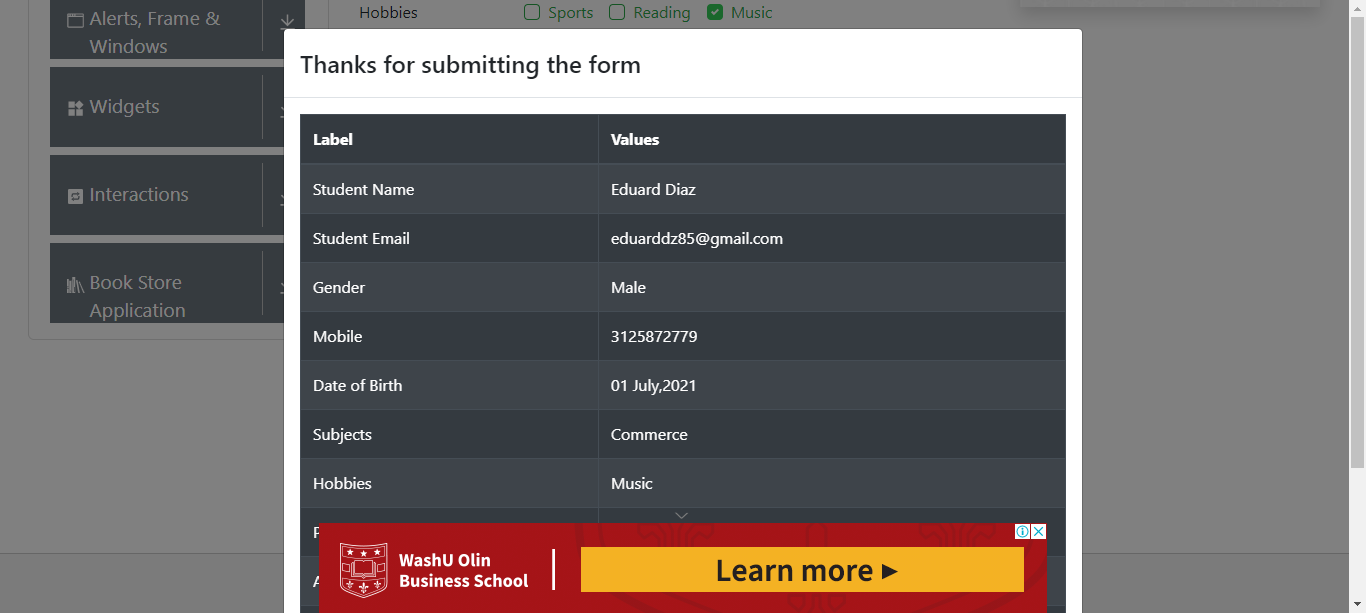 Alerts, Frame &
Windows
Hobbies Sports Reading Music
Thanks for submitting the form
Widgets
Interactions
Book Store
Application
Label Values
Student Name Eduard Diaz
Student Email eduarddz85@gmail.com
Gender Male
Mobile 3125872779
Date of Birth 01 July,2021
Subjects Commerce
Hobbies Music
P
A
WashU Olin
Business School
Learn more